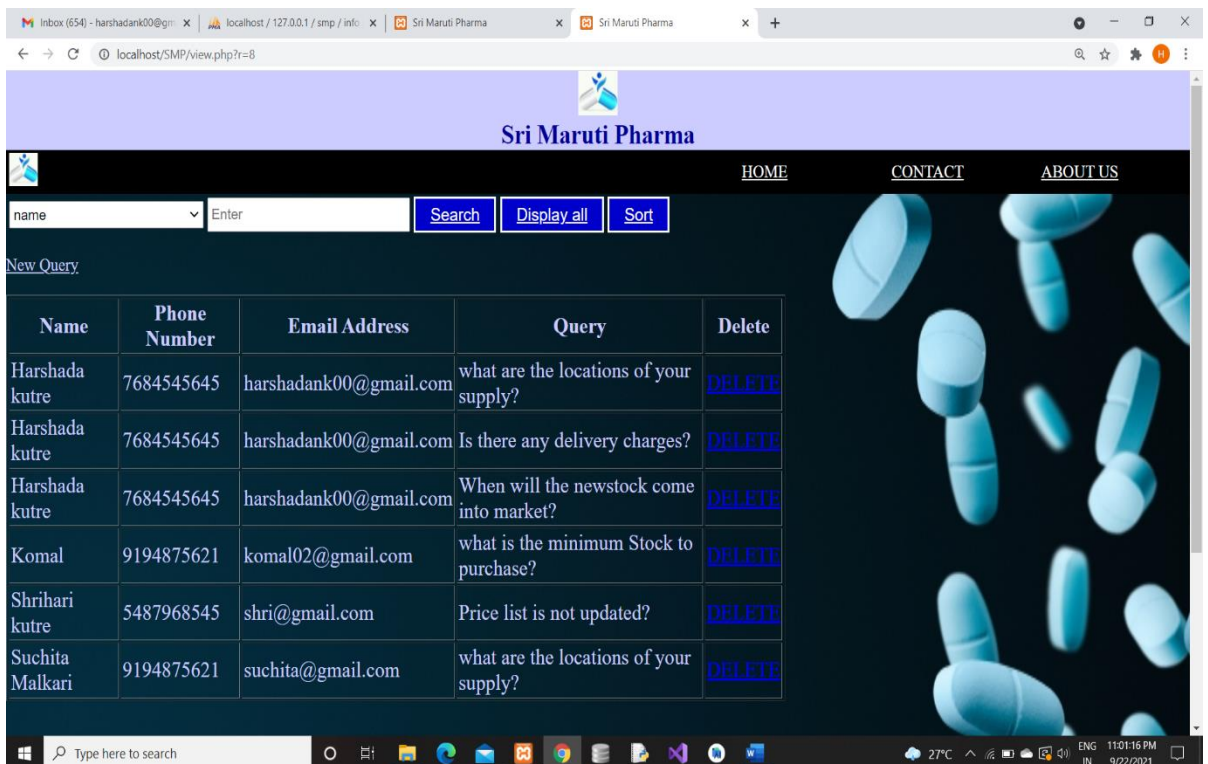 Inbox (654) - harshadank00@gm
localhost / 127.0.0.1 / smp / info
Sri Maruti Pharma
Sri Maruti Pharma
localhost/SMP/view.php?r=8
H
Sri Maruti Pharma
HOME CONTACT ABOUT US
name Enter Search Display all Sort
New Query
Name Phone Number Email Address Query Delete
Harshada kutre 7684545645 harshadank00@gmail.com what are the locations of your supply? DELETE
Harshada kutre 7684545645 harshadank00@gmail.com Is there any delivery charges? DELETE
Harshada kutre 7684545645 harshadank00@gmail.com When will the newstock come into market? DELETE
Komal 9194875621 komal02@gmail.com what is the minimum Stock to purchase? DELETE
Shrihari kutre 5487968545 shri@gmail.com Price list is not updated? DELETE
Suchita Malkari 9194875621 suchita@gmail.com what are the locations of your supply? DELETE
Type here to search
27°C
ENG
IN
11:01:16 PM
9/22/2021